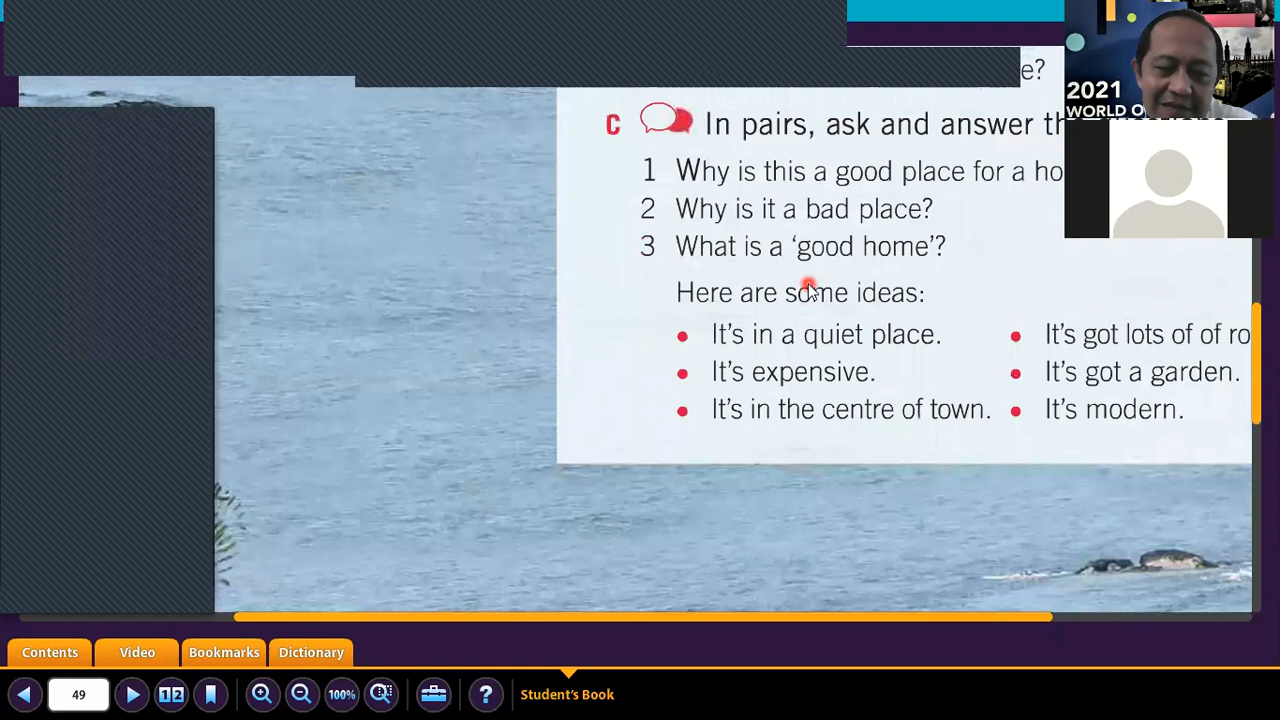 e?
2021
WORLD O
C In pairs, ask and answer th
1 Why is this a good place for a ho
2 Why is it a bad place?
3 What is a ‘good home’?
Here are some ideas:
• It’s in a quiet place.
• It’s expensive.
• It’s in the centre of town.
• It’s got lots of of ro
• It’s got a garden.
• It’s modern.
Contents Video Bookmarks Dictionary
49 12 100% ? Student’s Book